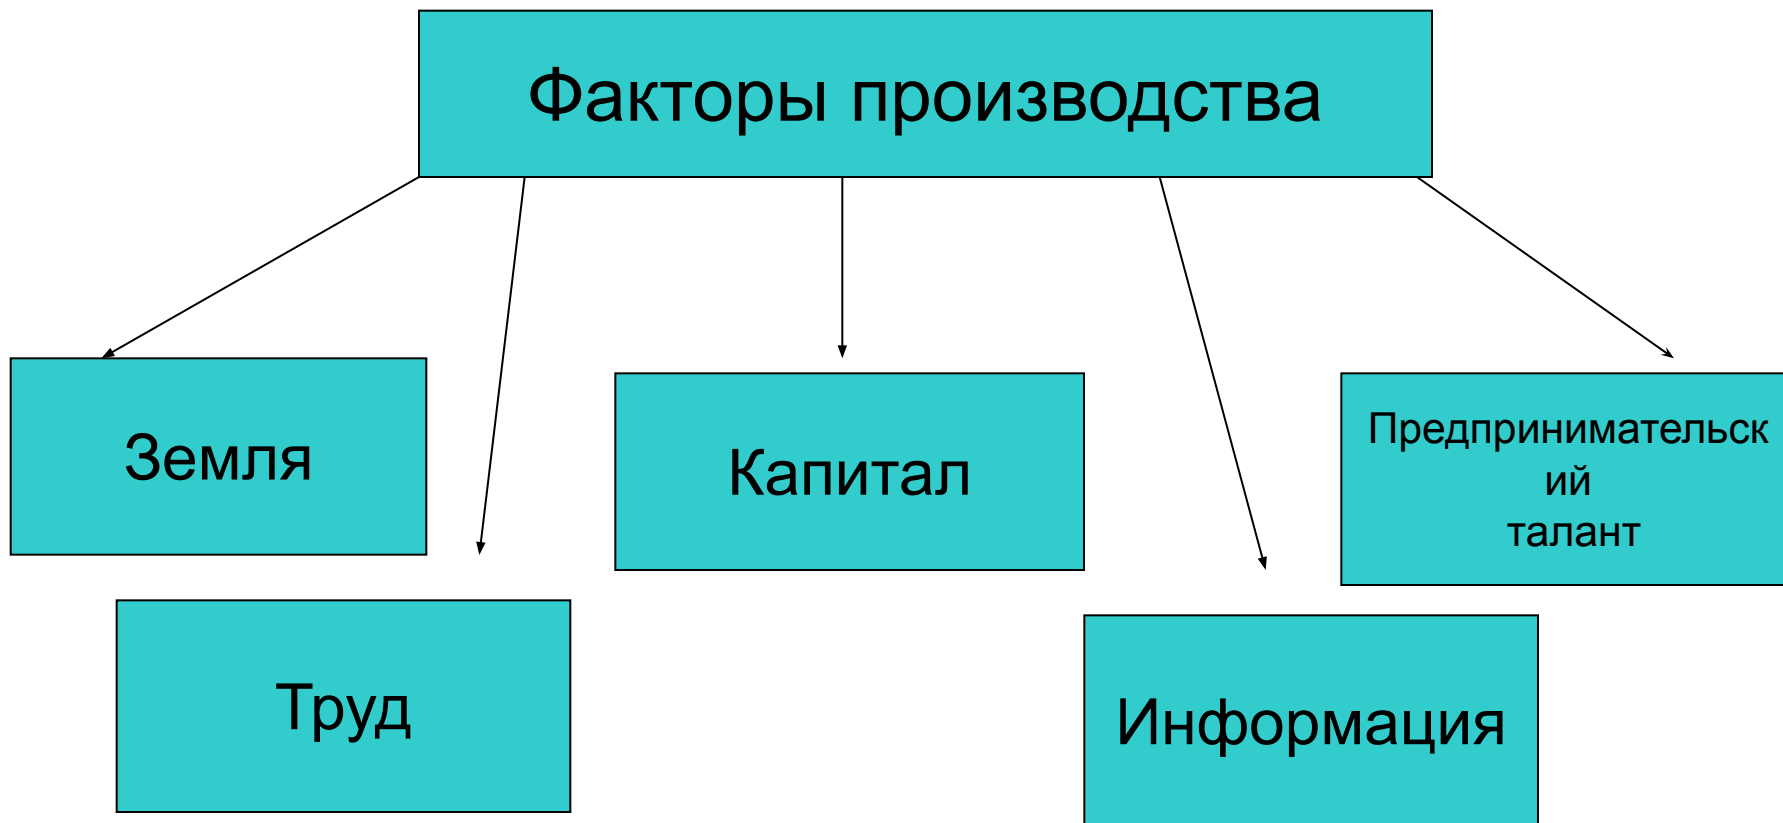 Факторы производства
Земля
Капитал
Предпринимательск
ий
талант
Труд
Информация